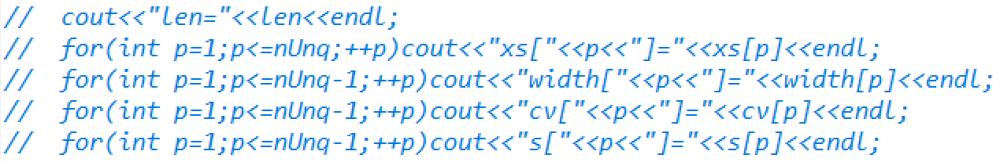 //  cout<<"len="<<len<<endl;
//  for(int p=1;p<=nUnq;++p)cout<<"xs["<<p<<"]="<<xs[p]<<endl;
//  for(int p=1;p<=nUnq-1;++p)cout<<"width["<<p<<"]="<<width[p]<<endl;
//  for(int p=1;p<=nUnq-1;++p)cout<<"cv["<<p<<"]="<<cv[p]<<endl;
//  for(int p=1;p<=nUnq-1;++p)cout<<"s["<<p<<"]="<<s[p]<<endl;